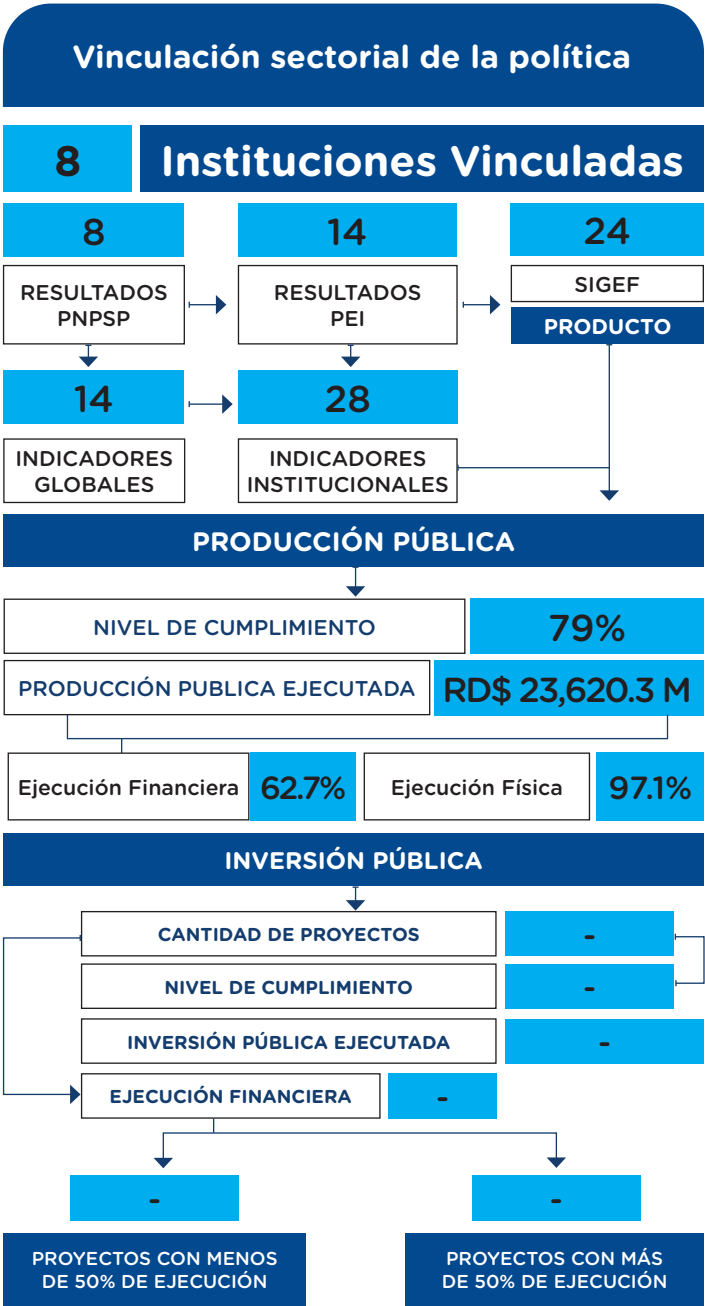 Vinculación sectorial de la política
8 Instituciones Vinculadas
8
RESULTADOS
PNPSP
14
RESULTADOS
PEI
24
SIGEF
PRODUCTO
14
INDICADORES
GLOBALES
28
INDICADORES
INSTITUCIONALES
PRODUCCIÓN PÚBLICA
NIVEL DE CUMPLIMIENTO 79%
PRODUCCIÓN PUBLICA EJECUTADA RD$ 23,620.3 M
Ejecución Financiera 62.7% Ejecución Física 97.1%
INVERSIÓN PÚBLICA
CANTIDAD DE PROYECTOS -
NIVEL DE CUMPLIMIENTO -
INVERSIÓN PÚBLICA EJECUTADA -
EJECUCIÓN FINANCIERA -
-
PROYECTOS CON MENOS
DE 50% DE EJECUCIÓN
-
PROYECTOS CON MÁS
DE 50% DE EJECUCIÓN